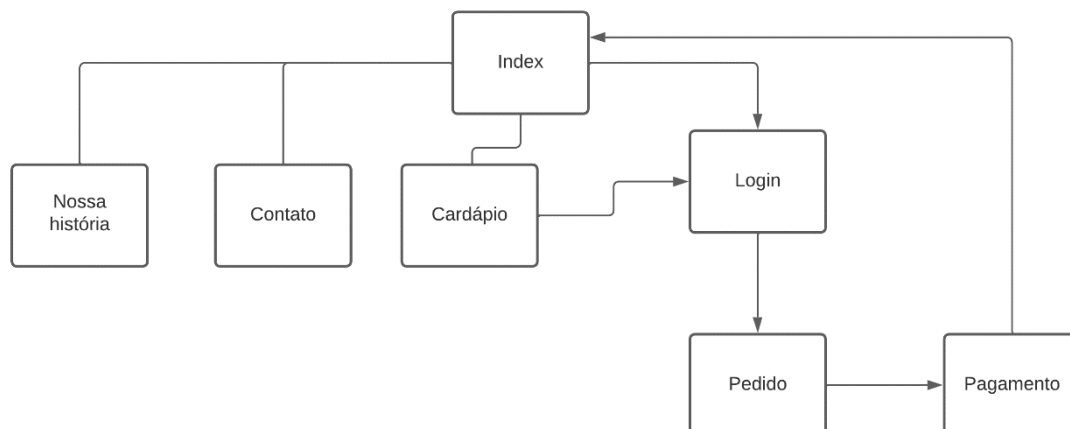 Index
Nossa
história
Contato
Cardápio
Login
Pedido
Pagamento